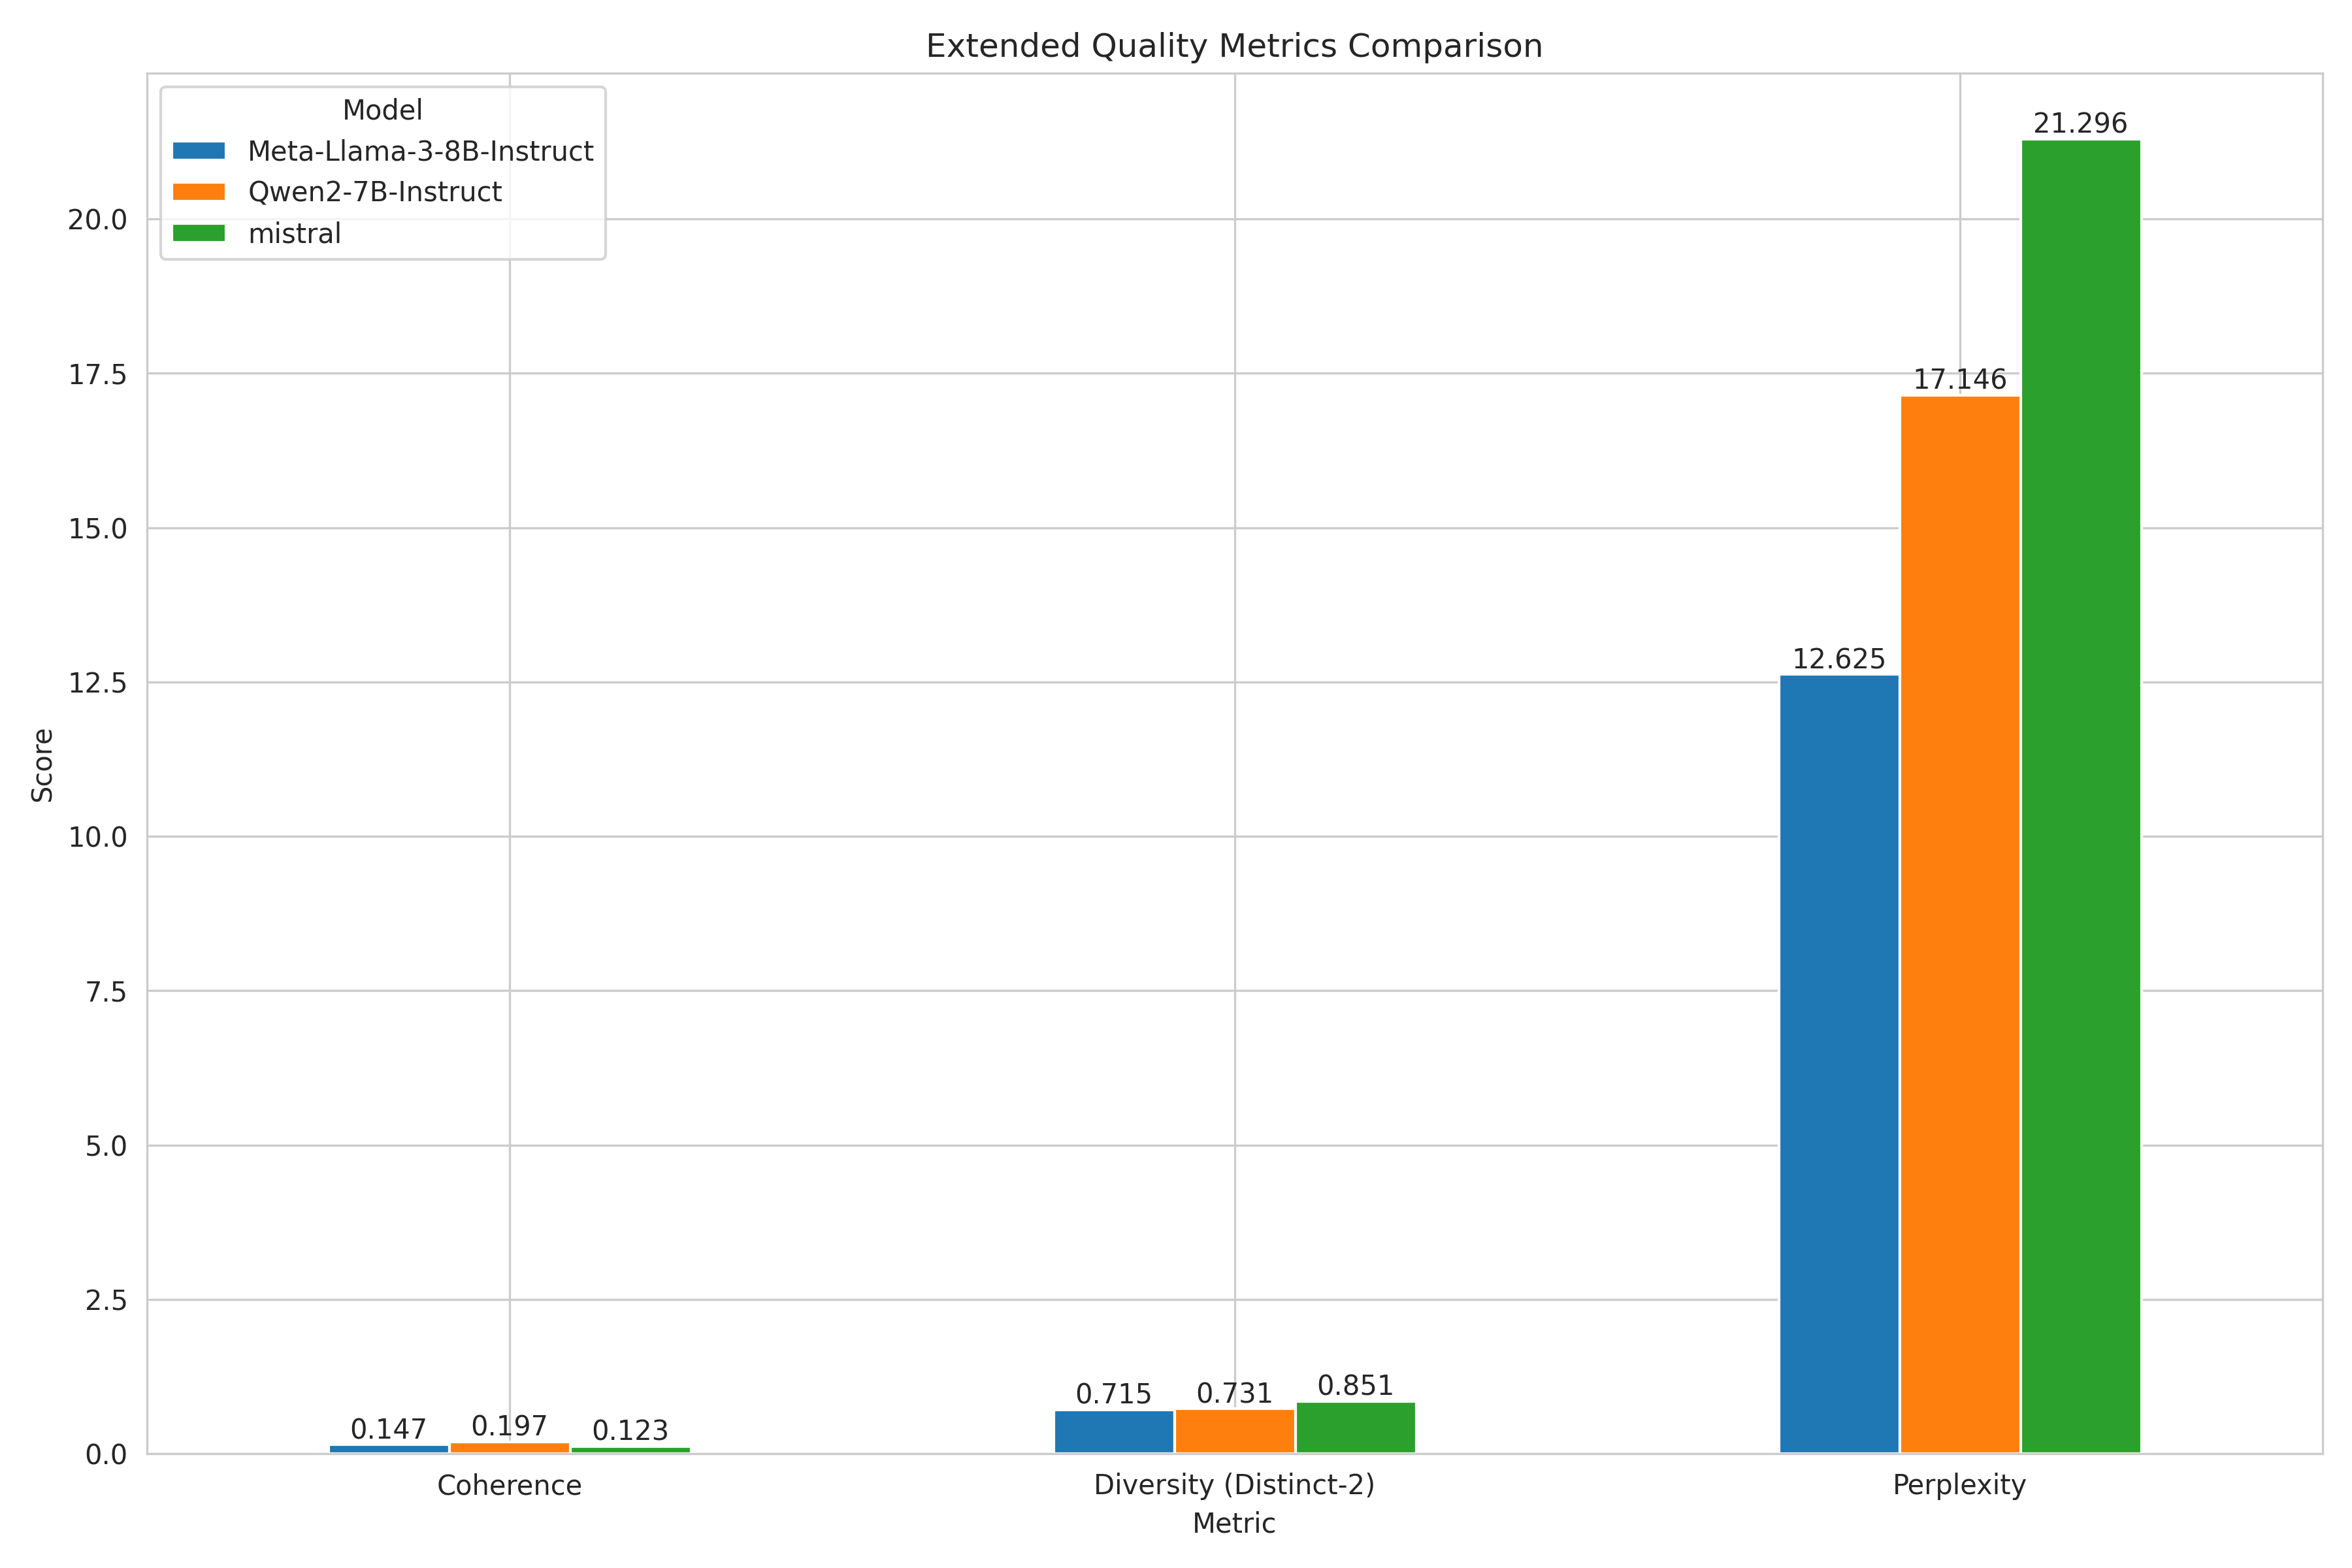 Extended Quality Metrics Comparison
Model
Meta-Llama-3-8B-Instruct
Qwen2-7B-Instruct
mistral
Score
20.0
17.5
15.0
12.5
10.0
7.5
5.0
2.5
0.0
0.147
0.197
0.123
0.715
0.731
0.851
12.625
17.146
21.296
Coherence
Diversity (Distinct-2)
Perplexity
Metric